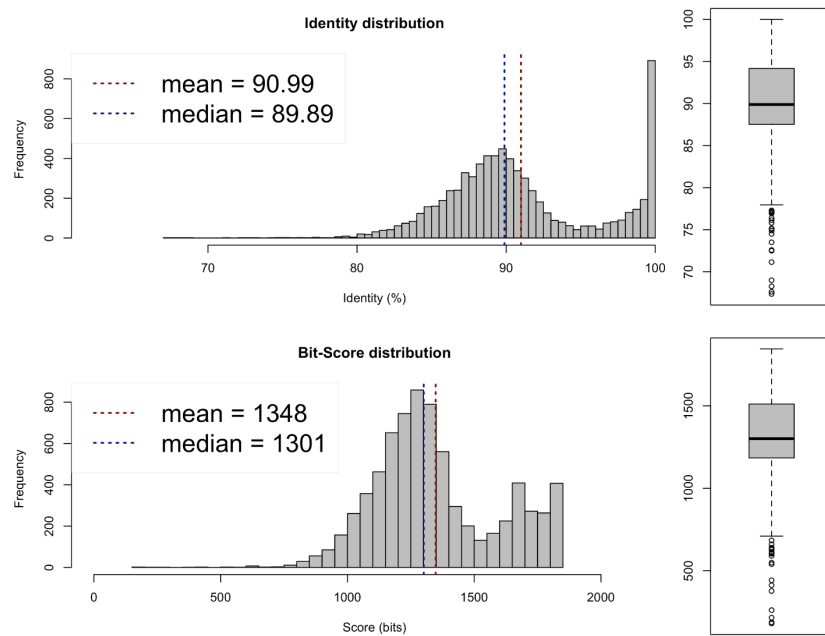 Identity distribution
mean = 90.99
median = 89.89
Frequency
0
200
400
600
800
70
80
90
100
Identity (%)
70
75
80
85
90
95
100
Bit-Score distribution
mean = 1348
median = 1301
Frequency
0
200
400
600
800
0
500
1000
1500
2000
Score (bits)
500
1000
1500